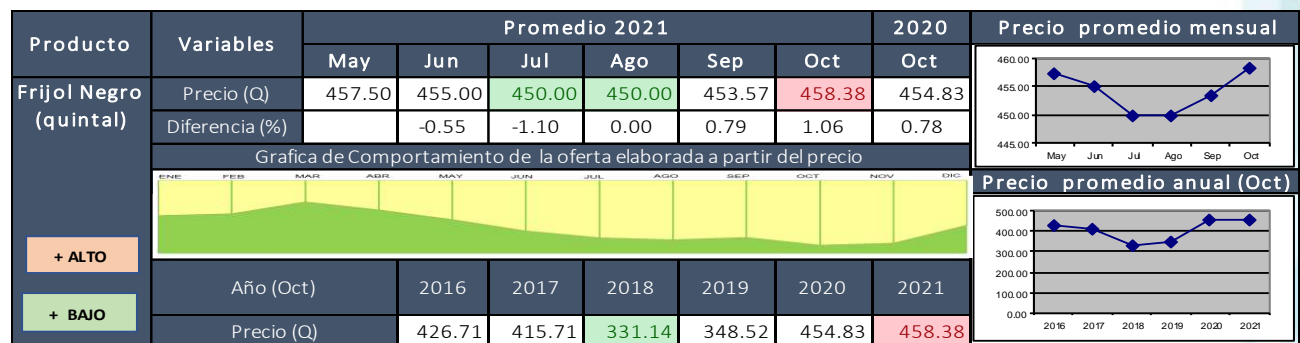 Producto Variables Promedio 2021 2020 Precio promedio mensual
May Jun Jul Ago Sep Oct Oct
Frijol Negro (quintal)
Precio (Q) 457.50 455.00 450.00 450.00 453.57 458.38 454.83
Diferencia (%) -0.55 -1.10 0.00 0.79 1.06 0.78
460.00
455.00
450.00
445.00
May Jun Jul Ago Sep Oct
Grafica de Comportamiento de la oferta elaborada a partir del precio
ENE FEB MAR ABR MAY JUN JUL AGO SEP OCT NOV DIC
Precio promedio anual (Oct)
500.00
400.00
300.00
200.00
100.00
0.00
2016 2017 2018 2019 2020 2021
+ ALTO
+ BAJO
Año (Oct) 2016 2017 2018 2019 2020 2021
Precio (Q) 426.71 415.71 331.14 348.52 454.83 458.38